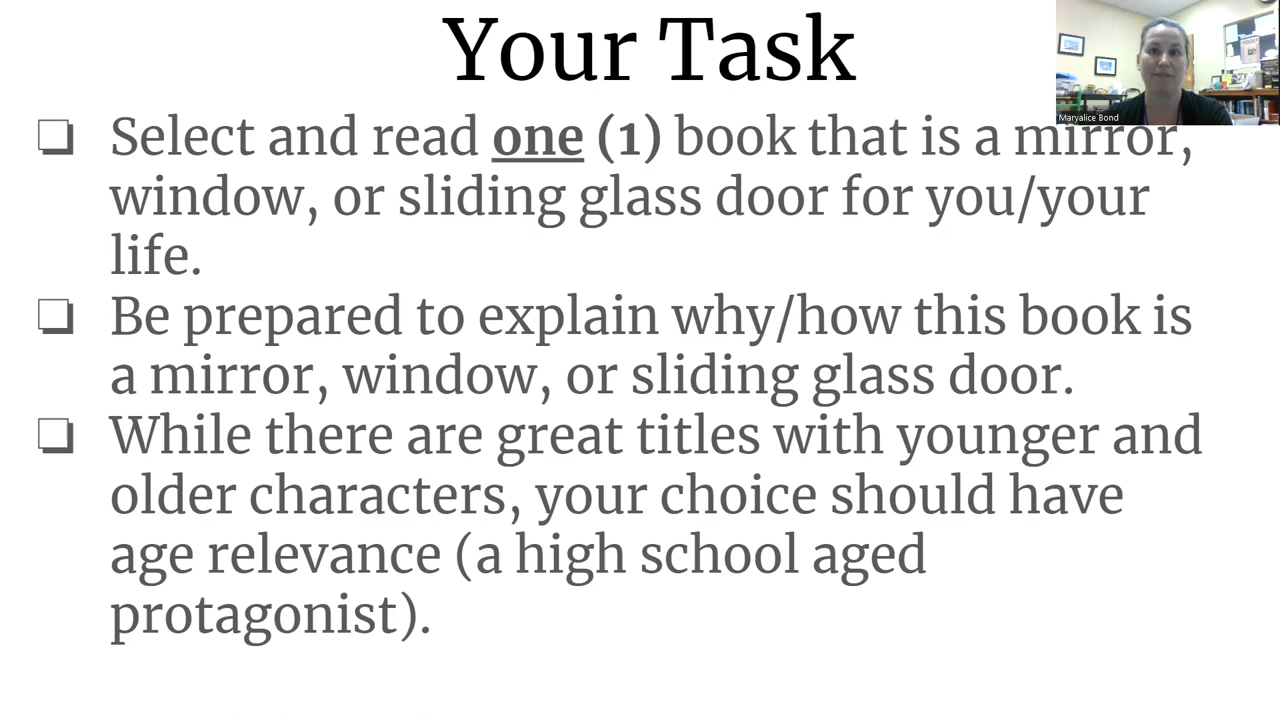 Your Task
Maryalice Bond
❏ Select and read one (1) book that is a mirror,
window, or sliding glass door for you/your
life.
❏ Be prepared to explain why/how this book is
a mirror, window, or sliding glass door.
❏ While there are great titles with younger and
older characters, your choice should have
age relevance (a high school aged
protagonist).